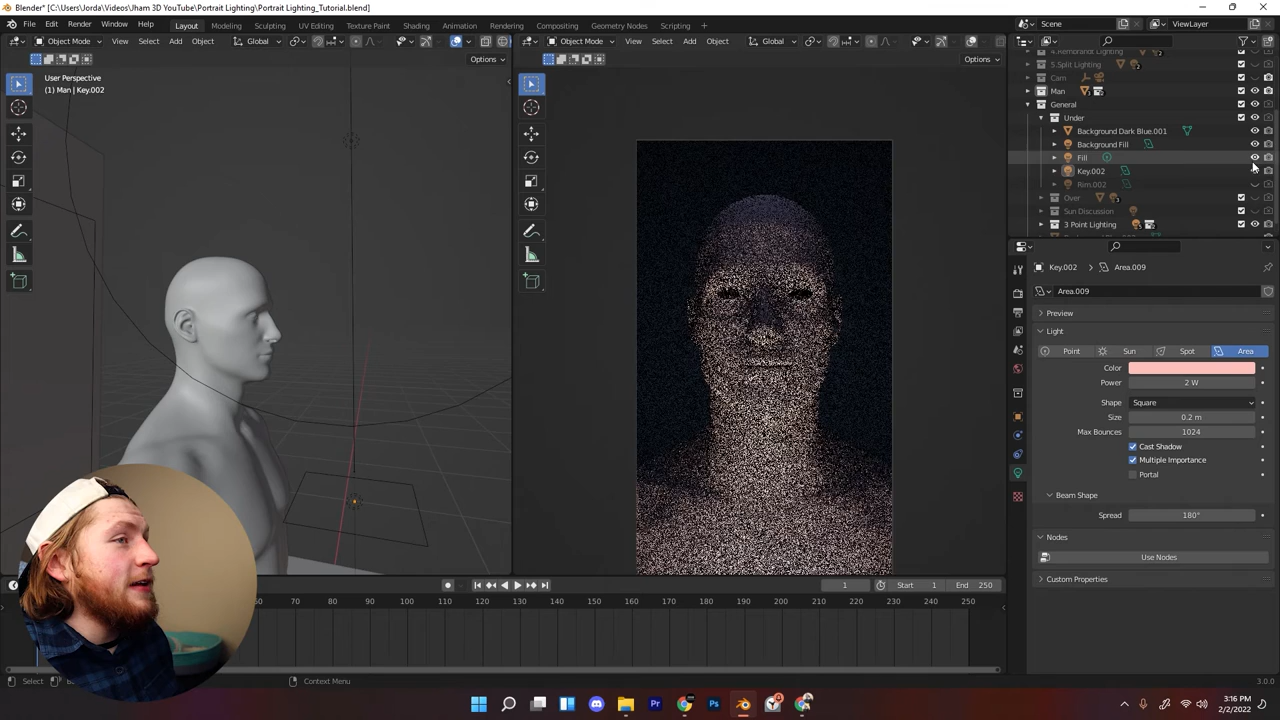 Blender* [C:\Users\Jorda\Videos\Jham 3D YouTube\Portrait Lighting\Portrait Lighting_Tutorial.blend]
File Edit Render Window Help Layout Modeling Sculpting UV Editing Texture Paint Shading Animation Rendering Compositing Geometry Nodes Scripting Scene ViewLayer
Object Mode View Select Add Object Global Object Mode View Select Add Object Global
Options Options
User Perspective
(1) Man | Key.002
4.Rembrandt Lighting
5.Split Lighting
Cam
Man
General
Under
Background Dark Blue.001
Background Fill
Fill
Key.002
Rim.002
Over
Sun Discussion
3 Point Lighting
Key.002 Area.009
Area.009
Preview
Light
Point Sun Spot Area
Color
Power 2 W
Shape Square
Size 0.2 m
Max Bounces 1024
Cast Shadow
Multiple Importance
Portal
Beam Shape
Spread 180°
Nodes
Use Nodes
Custom Properties
1 Start 1 End 250
60 70 80 90 100 110 120 130 140 150 160 170 180 190 200 210 220 230 240 250
Select Context Menu 3.0.0
3:16 PM
2/2/2022